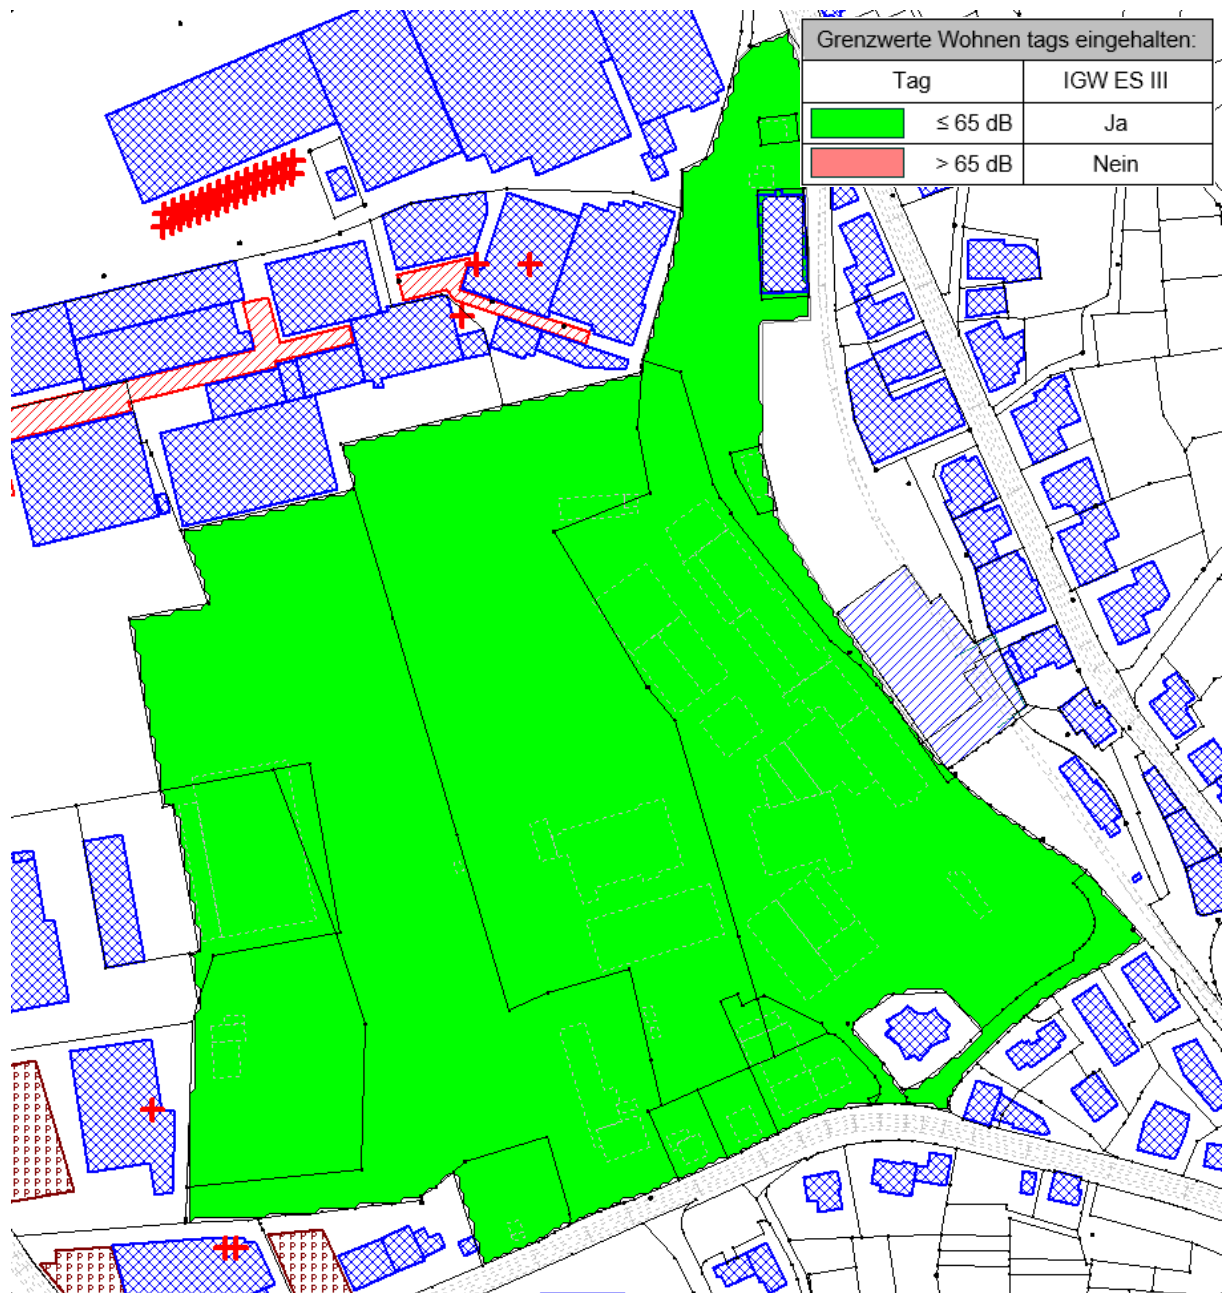 Grenzwerte Wohnen tags eingehalten:
Tag IGW ES III
≤ 65 dB Ja
> 65 dB Nein